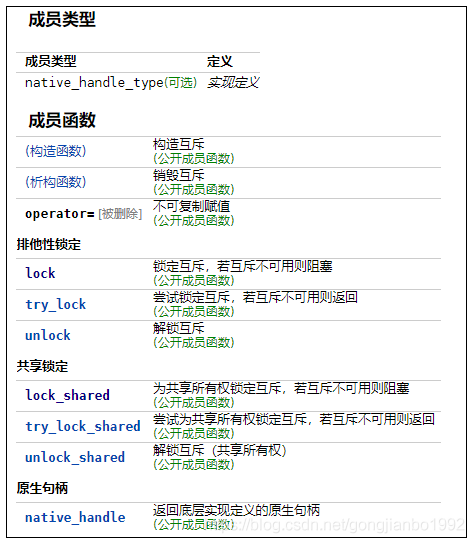 成员类型
成员类型 定义
native_handle_type(可选) 实现定义
成员函数
(构造函数) 构造互斥
(公开成员函数)
(析构函数) 销毁互斥
(公开成员函数)
operator= [被删除] 不可复制赋值
(公开成员函数)
排他性锁定
lock 锁定互斥，若互斥不可用则阻塞
(公开成员函数)
try_lock 尝试锁定互斥，若互斥不可用则返回
(公开成员函数)
unlock 解锁互斥
(公开成员函数)
共享锁定
lock_shared 为共享所有权锁定互斥，若互斥不可用则阻塞
(公开成员函数)
try_lock_shared 尝试为共享所有权锁定互斥，若互斥不可用则返回
(公开成员函数)
unlock_shared 解锁互斥（共享所有权）
(公开成员函数)
原生句柄
native_handle 返回底层实现定义的原生句柄
(公开成员函数)
https://blog.csdn.net/gongjianbo1992